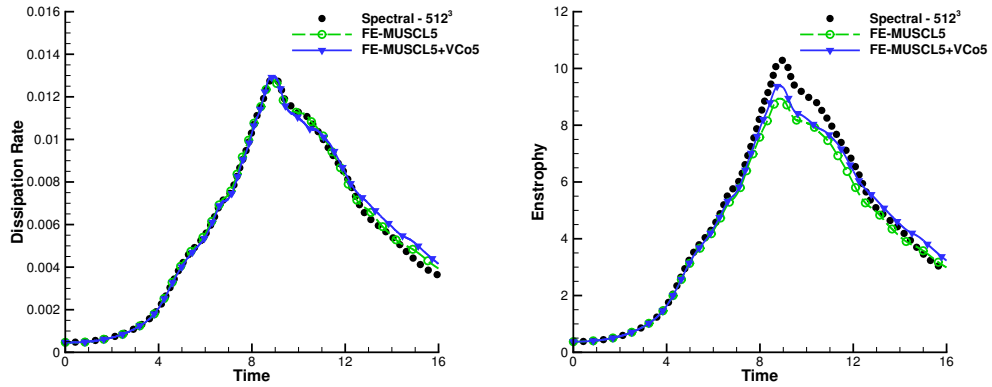 Spectral - 512³
FE-MUSCL5
FE-MUSCL5+VCo5
Dissipation Rate
0.016
0.014
0.012
0.01
0.008
0.006
0.004
0.002
0
0 4 8 12 16
Time
Spectral - 512³
FE-MUSCL5
FE-MUSCL5+VCo5
Enstrophy
12
10
8
6
4
2
0
0 4 8 12 16
Time